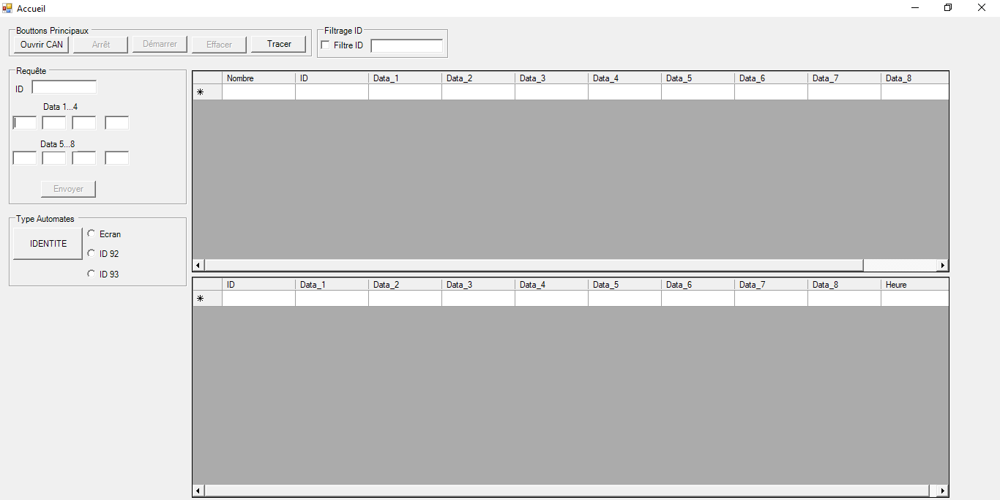 Accueil
Bouttons Principaux
Ouvrir CAN Arrêt Démarrer Effacer Tracer
Filtrage ID
Filtre ID
Requête
ID
Data 1...4
Data 5...8
Envoyer
Type Automates
IDENTITE
Ecran
ID 92
ID 93
Nombre ID Data_1 Data_2 Data_3 Data_4 Data_5 Data_6 Data_7 Data_8
ID Data_1 Data_2 Data_3 Data_4 Data_5 Data_6 Data_7 Data_8 Heure